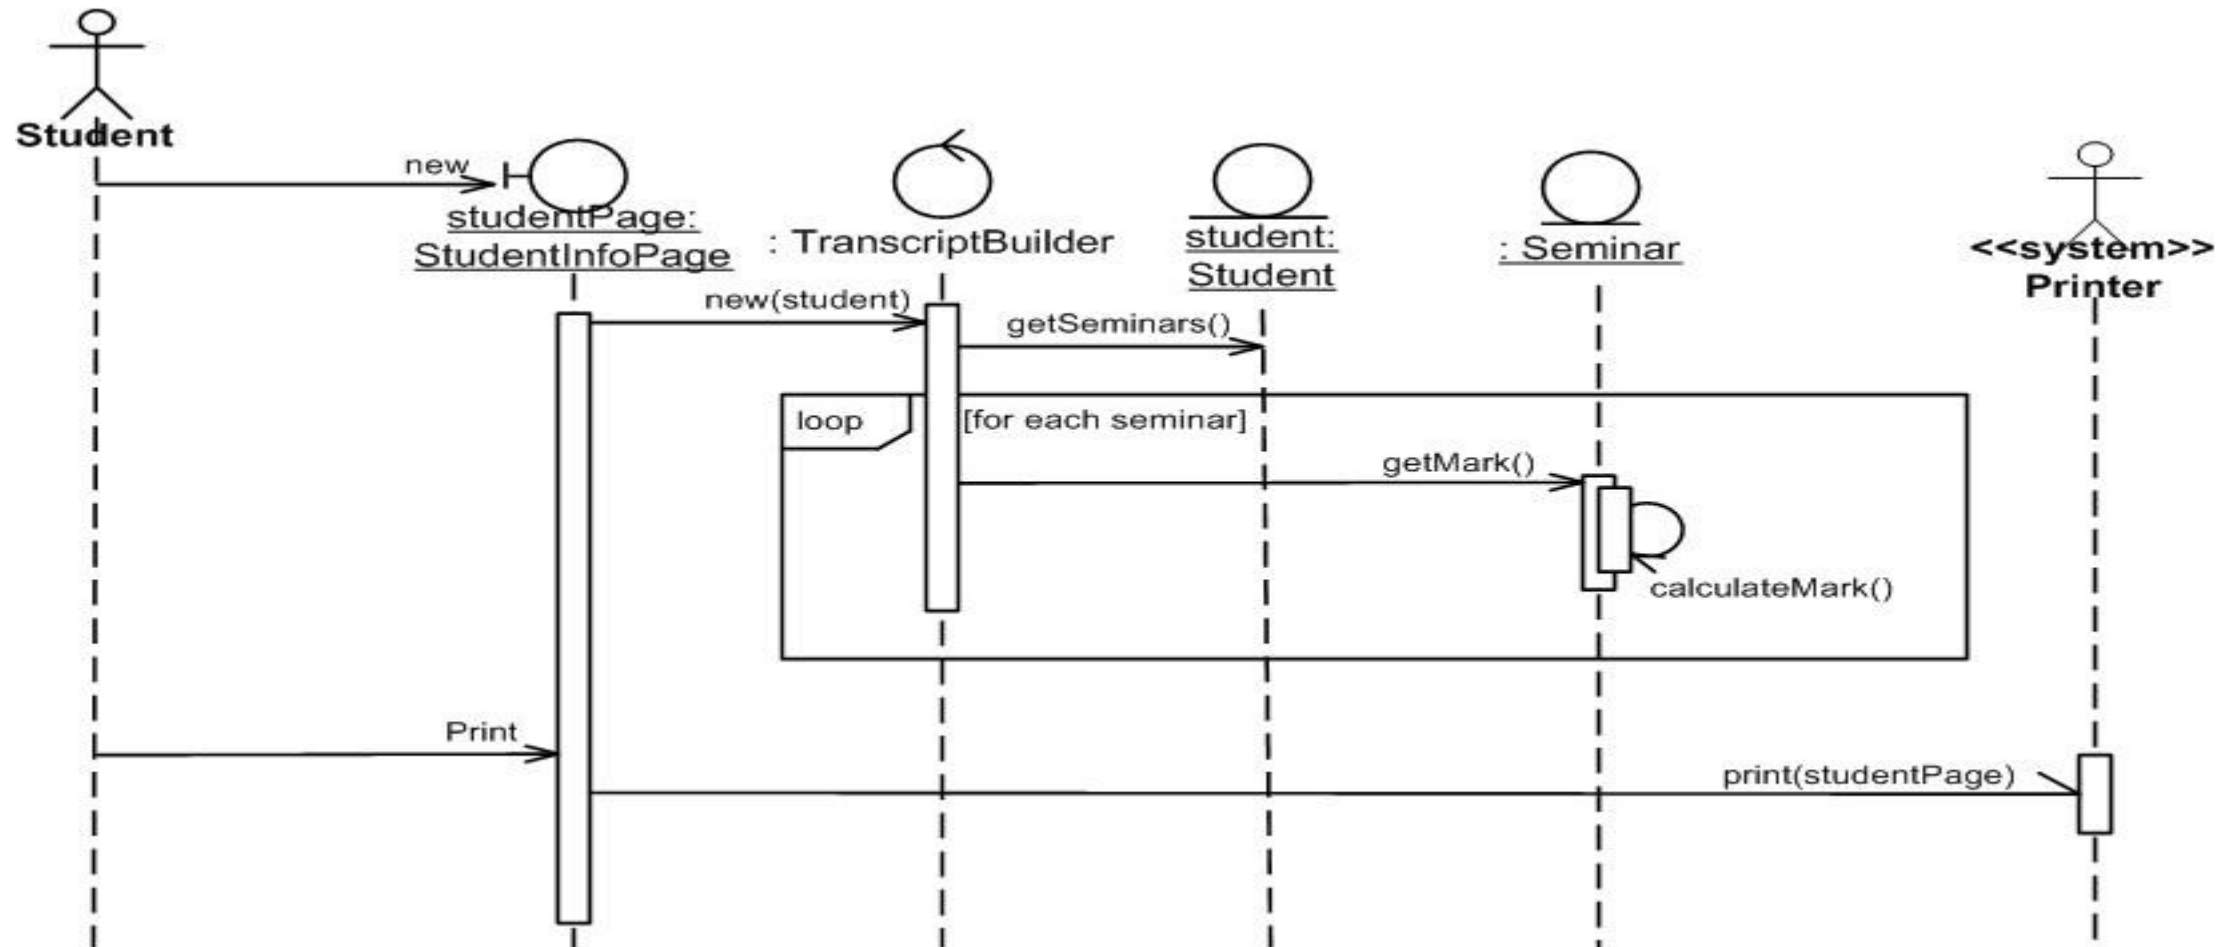 Student
new
studentPage:
StudentInfoPage
: TranscriptBuilder
student:
Student
: Seminar
<<system>>
Printer
new(student)
getSeminars()
loop
[for each seminar]
getMark()
calculateMark()
Print
print(studentPage)